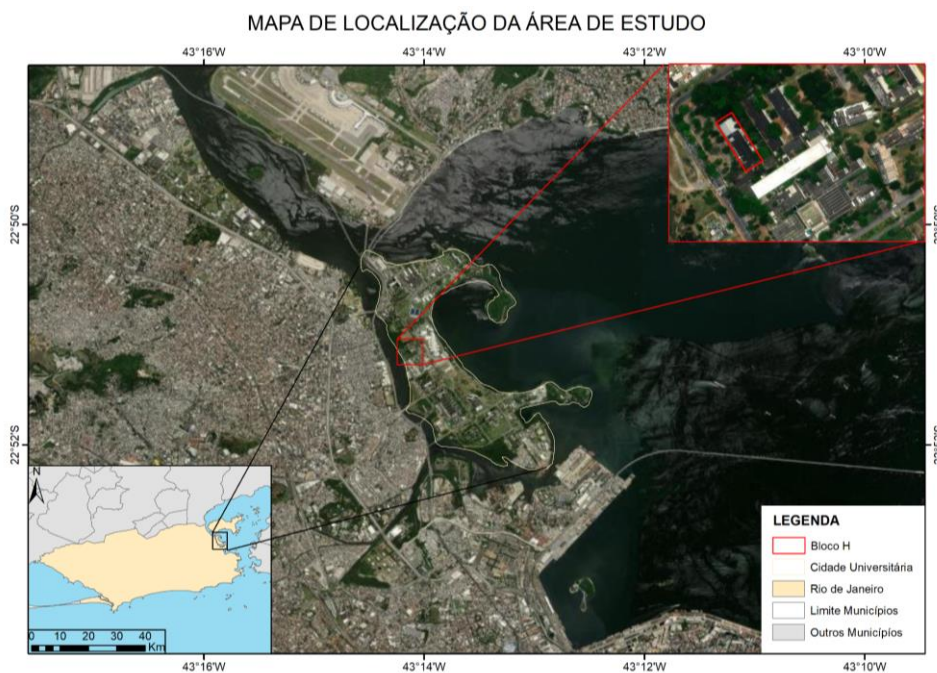 MAPA DE LOCALIZAÇÃO DA ÁREA DE ESTUDO
43°16'W 43°14'W 43°12'W 43°10'W
22°50'S
22°52'S
N
0 10 20 30 40
Km
LEGENDA
Bloco H
Cidade Universitária
Rio de Janeiro
Limite Municípios
Outros Municípios
43°16'W 43°14'W 43°12'W 43°10'W